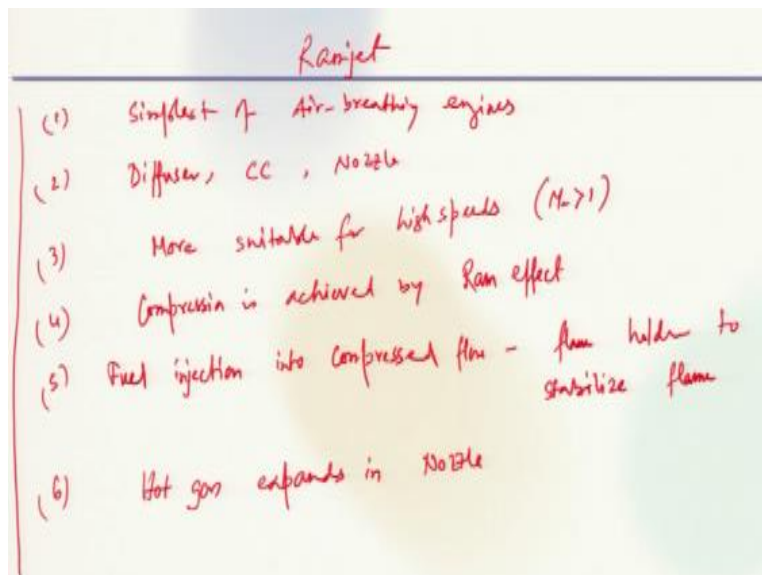 Ramjet
(1) Simplest of Air-breathing engines
(2) Diffuser, CC, Nozzle
(3) More suitable for high speeds (M∞>1)
(4) Compression is achieved by Ram effect
(5) Fuel injection into compressed flow - flame holder to
stabilize flame
(6) Hot gas expands in Nozzle